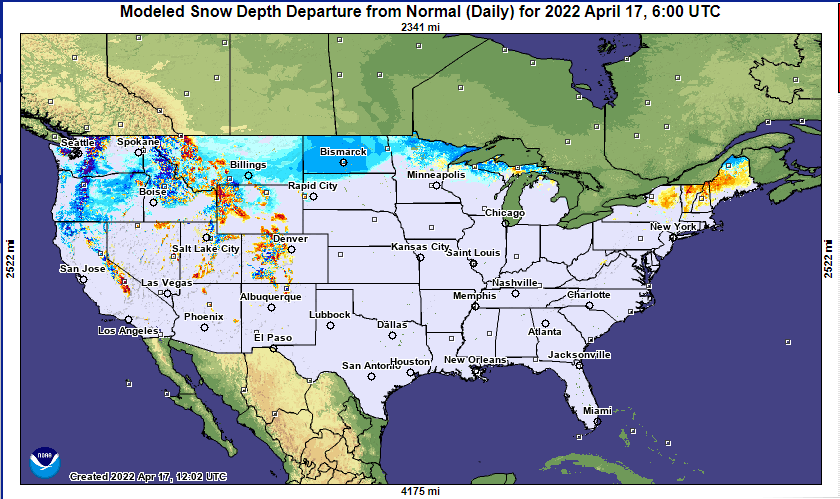 Modeled Snow Depth Departure from Normal (Daily) for 2022 April 17, 6:00 UTC
2341 mi
Seattle
Spokane
Billings
Bismarck
Minneapolis
Boise
Rapid City
Chicago
New York
Salt Lake City
Denver
Kansas City
Saint Louis
2522 mi
2522 mi
San Jose
Las Vegas
Nashville
Albuquerque
Memphis
Charlotte
Los Angeles
Phoenix
Lubbock
Dallas
Atlanta
El Paso
San Antonio
Houston
New Orleans
Jacksonville
Miami
NOAA
Created 2022 Apr 17, 12:02 UTC
4175 mi